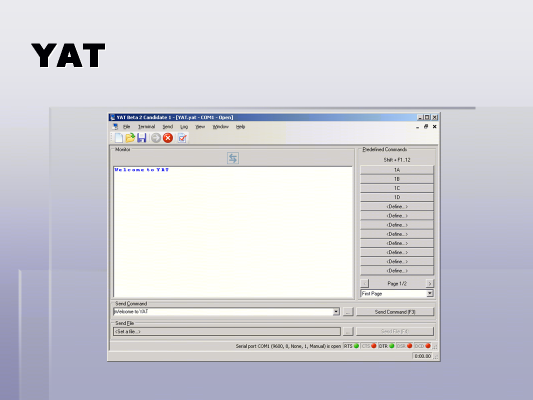 YAT
YAT Beta 2 Candidate 1 - [YAT.yat - COM1 - Open]
File Terminal Send Log View Window Help
Monitor
Welcome to YAT
Predefined Commands
Shift + F1..12
1A
1B
1C
1D
<Define...>
<Define...>
<Define...>
<Define...>
<Define...>
<Define...>
<Define...>
<Define...>
< Page 1/2 >
First Page
Send Command
Welcome to YAT
... Send Command (F3)
Send File
<Set a file...>
... Send File (F4)
Serial port COM1 (9600, 8, None, 1, Manual) is open RTS CTS DTR DSR DCD
0:00.00